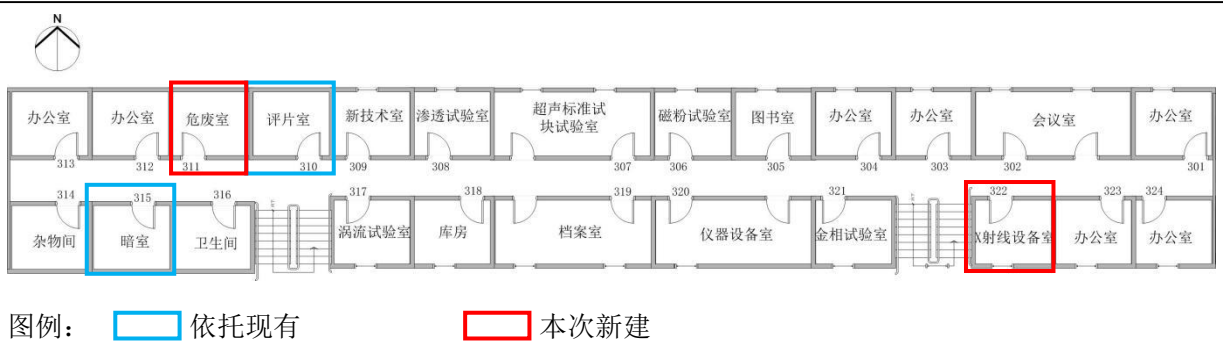 N
办公室 办公室 危废室 评片室 新技术室 渗透试验室 超声标准试 磁粉试验室 图书室 办公室 办公室 会议室 办公室
块试验室
313 312 311 310 309 308 307 306 305 304 303 302 301
314 315 316 317 318 319 320 321 322 323 324
杂物间 暗室 卫生间 涡流试验室 库房 档案室 仪器设备室 金相试验室 X射线设备室 办公室 办公室
图例： 依托现有 本次新建